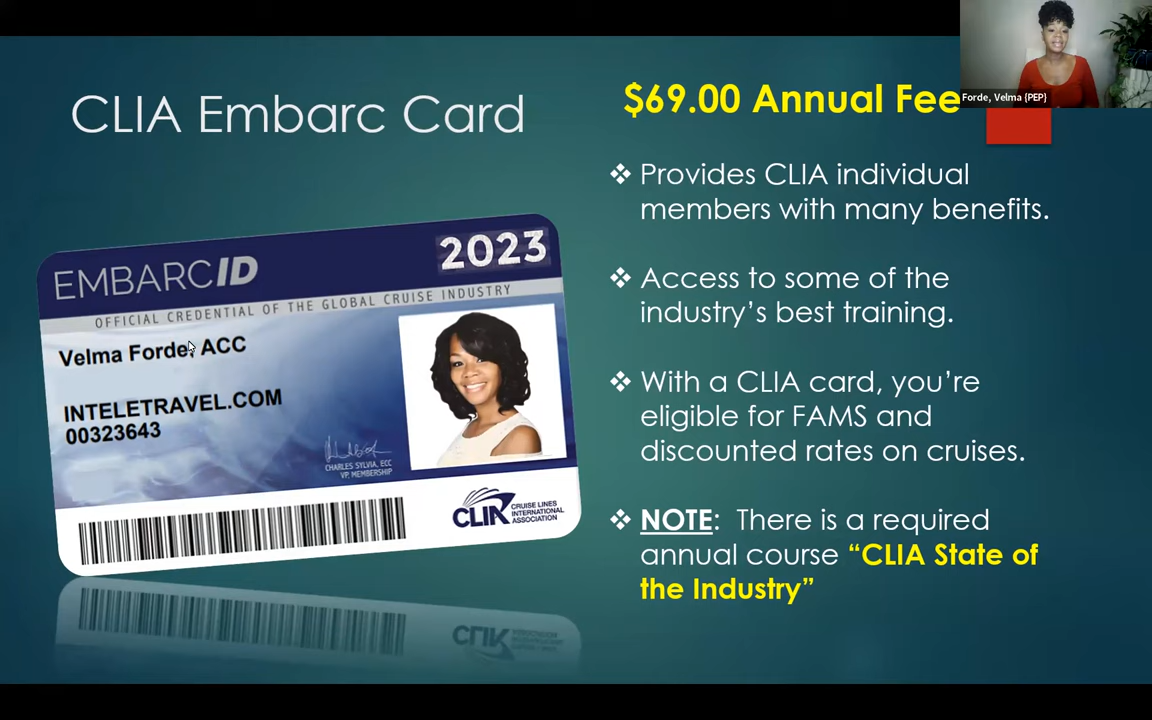 CLIA Embarc Card
$69.00 Annual Fee
Forde, Velma {PEP}
❖ Provides CLIA individual
members with many benefits.
❖ Access to some of the
industry's best training.
❖ With a CLIA card, you're
eligible for FAMS and
discounted rates on cruises.
❖ NOTE: There is a required
annual course “CLIA State of
the Industry”
EMBARC ID
2023
OFFICIAL CREDENTIAL OF THE GLOBAL CRUISE INDUSTRY
Velma Forde, ACC
INTELETRAVEL.COM
00323643
CHARLES SYLVIA, ECC
VP, MEMBERSHIP
CLIA CRUISE LINES
INTERNATIONAL
ASSOCIATION